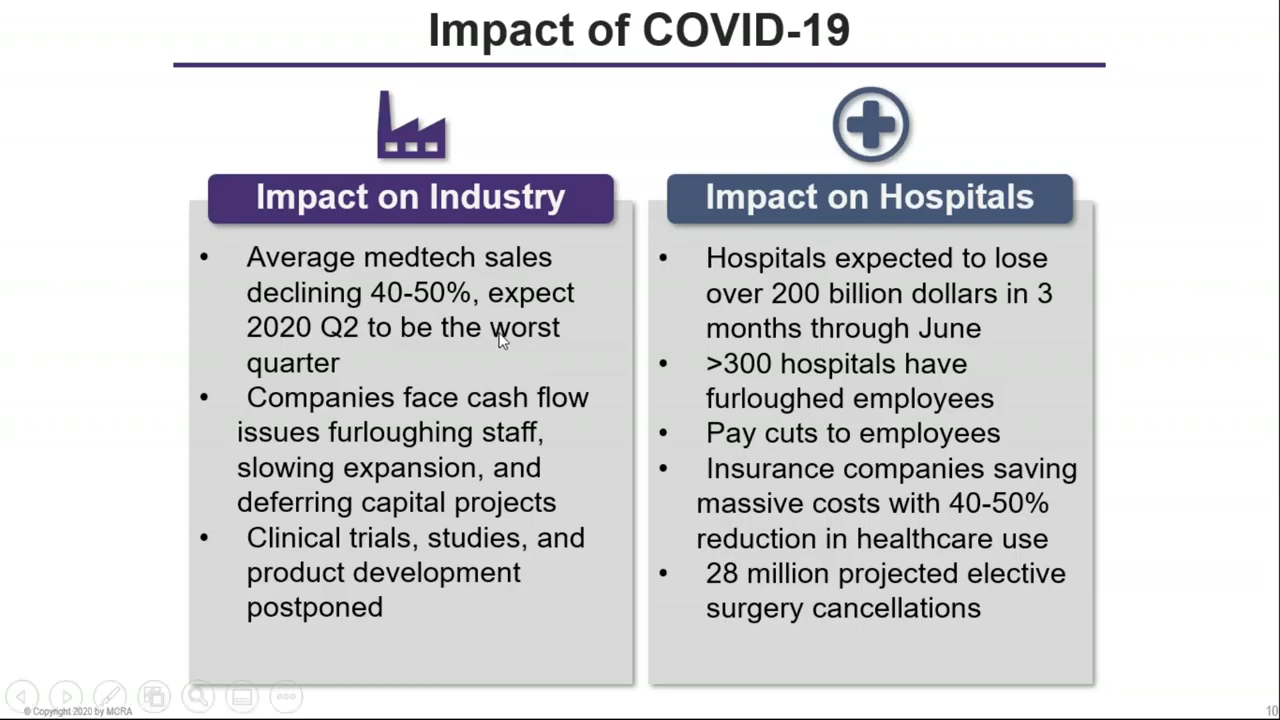 Impact of COVID-19
Impact on Industry
• Average medtech sales
declining 40-50%, expect
2020 Q2 to be the worst
quarter
• Companies face cash flow
issues furloughing staff,
slowing expansion, and
deferring capital projects
• Clinical trials, studies, and
product development
postponed
Impact on Hospitals
• Hospitals expected to lose
over 200 billion dollars in 3
months through June
• >300 hospitals have
furloughed employees
• Pay cuts to employees
• Insurance companies saving
massive costs with 40-50%
reduction in healthcare use
• 28 million projected elective
surgery cancellations
© Copyright 2020 by MCRA
10